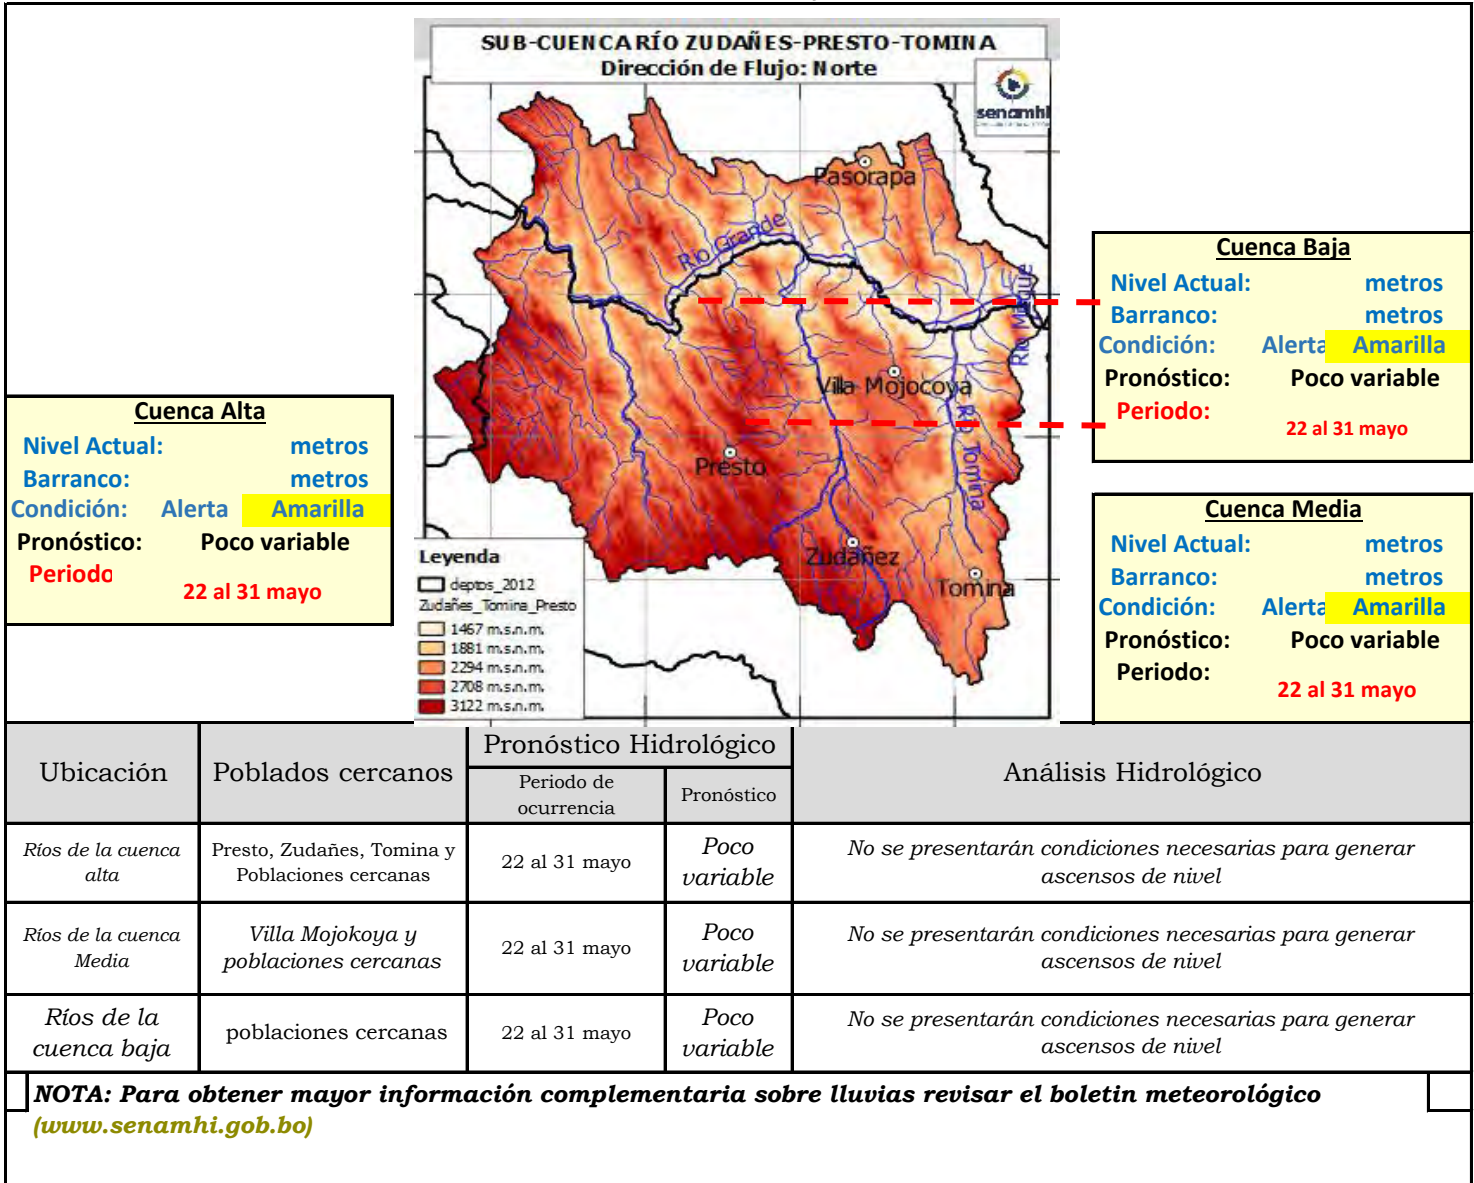 SUB-CUENCA RÍO ZUDAÑES-PRESTO-TOMINA
Dirección de Flujo: Norte
senamhi
Pasorapa
Río Grande
Río Mizque
Villa Mojocoya
Río Tomina
Presto
Zudáñez
Tomina
Leyenda
deptos_2012
Zudañes_Tomina_Presto
1467 m.s.n.m.
1881 m.s.n.m.
2294 m.s.n.m.
2708 m.s.n.m.
3122 m.s.n.m.
Cuenca Alta
Nivel Actual: metros
Barranco: metros
Condición: Alerta Amarilla
Pronóstico: Poco variable
Periodo
22 al 31 mayo
Cuenca Baja
Nivel Actual: metros
Barranco: metros
Condición: Alerta Amarilla
Pronóstico: Poco variable
Periodo:
22 al 31 mayo
Cuenca Media
Nivel Actual: metros
Barranco: metros
Condición: Alerta Amarilla
Pronóstico: Poco variable
Periodo:
22 al 31 mayo
Ubicación
Poblados cercanos
Pronóstico Hidrológico
Periodo de
ocurrencia
Pronóstico
Análisis Hidrológico
Ríos de la cuenca
alta
Presto, Zudañes, Tomina y
Poblaciones cercanas
22 al 31 mayo
Poco
variable
No se presentarán condiciones necesarias para generar
ascensos de nivel
Ríos de la cuenca
Media
Villa Mojokoya y
poblaciones cercanas
22 al 31 mayo
Poco
variable
No se presentarán condiciones necesarias para generar
ascensos de nivel
Ríos de la
cuenca baja
poblaciones cercanas
22 al 31 mayo
Poco
variable
No se presentarán condiciones necesarias para generar
ascensos de nivel
NOTA: Para obtener mayor información complementaria sobre lluvias revisar el boletin meteorológico
(www.senamhi.gob.bo)